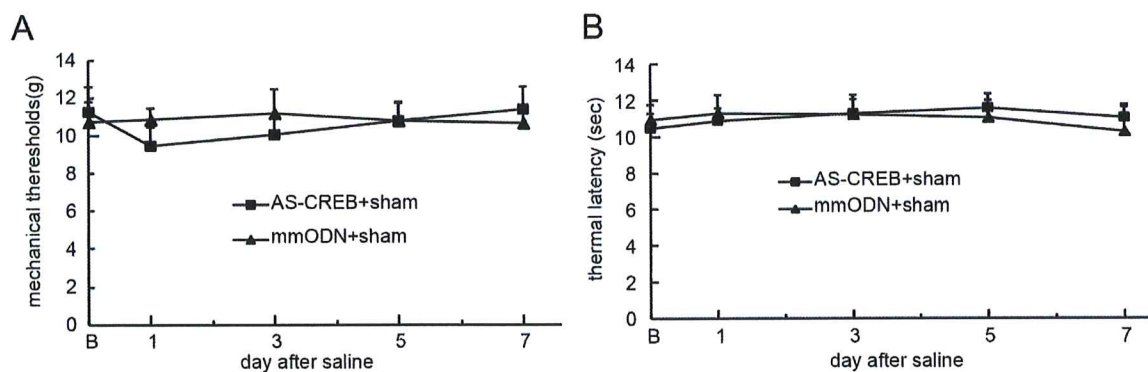 A
mechanical theresholds(g)
14
12
10
8
6
4
2
0
B 1 3 5 7
day after saline
AS-CREB+sham
mmODN+sham
B
thermal latency (sec)
14
12
10
8
6
4
2
0
B 1 3 5 7
day after saline
AS-CREB+sham
mmODN+sham